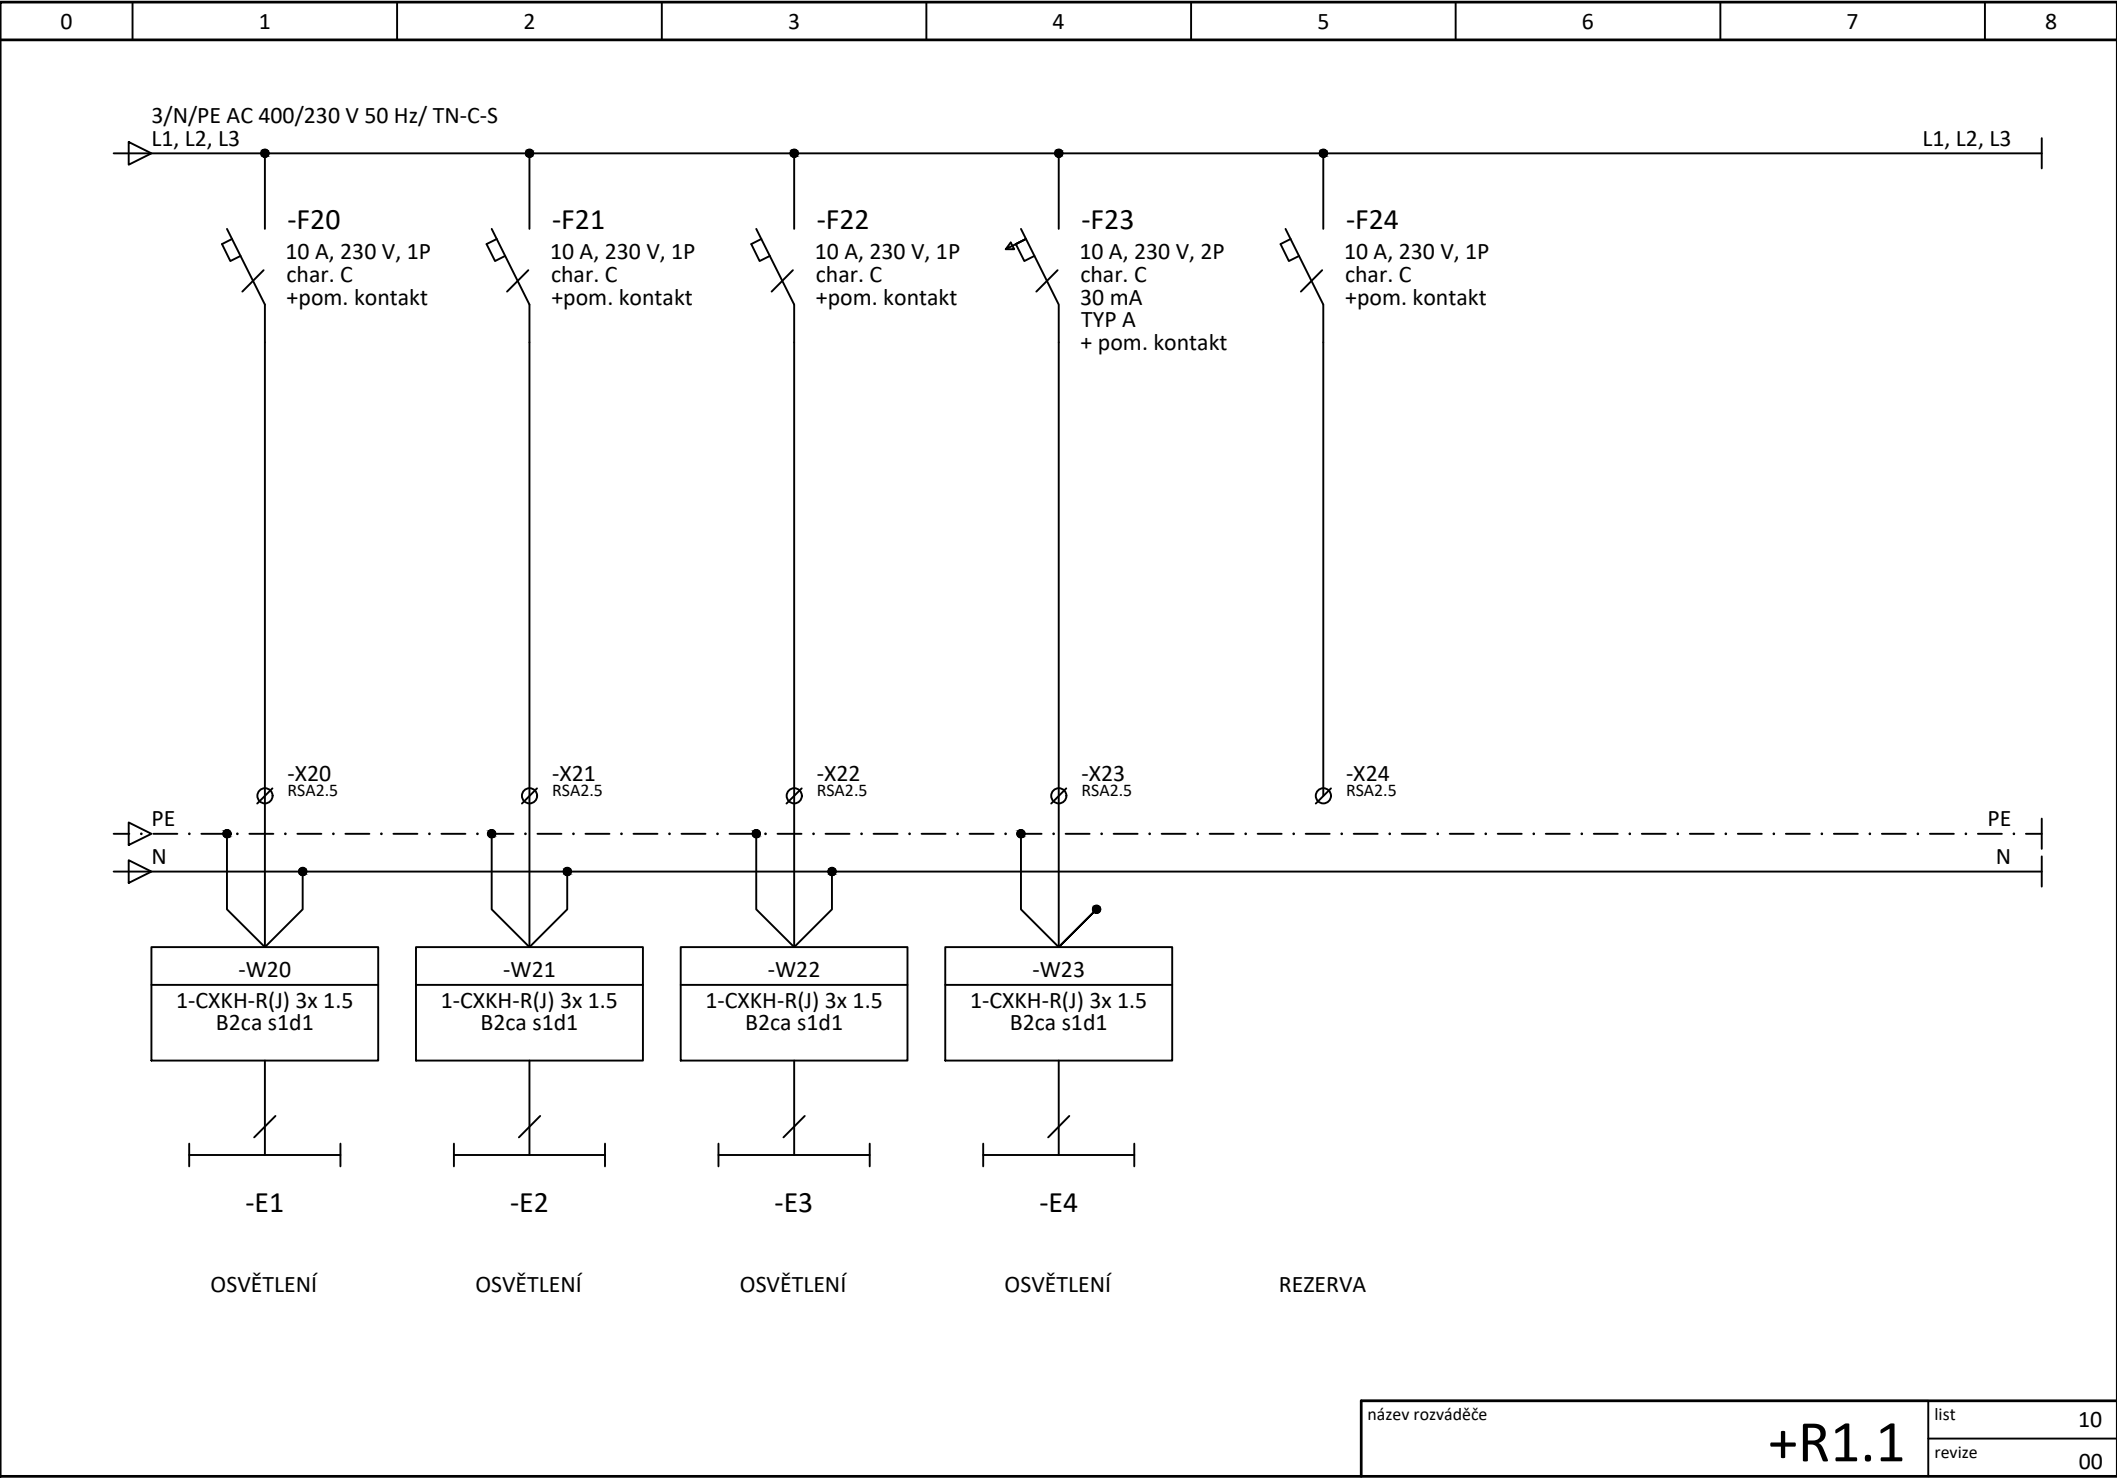 0 1 2 3 4 5 6 7 8
3/N/PE AC 400/230 V 50 Hz/ TN-C-S
L1, L2, L3
L1, L2, L3
-F20
10 A, 230 V, 1P
char. C
+pom. kontakt
-F21
10 A, 230 V, 1P
char. C
+pom. kontakt
-F22
10 A, 230 V, 1P
char. C
+pom. kontakt
-F23
10 A, 230 V, 2P
char. C
30 mA
TYP A
+ pom. kontakt
-F24
10 A, 230 V, 1P
char. C
+pom. kontakt
-X20
RSA2.5
-X21
RSA2.5
-X22
RSA2.5
-X23
RSA2.5
-X24
RSA2.5
PE
PE
N
N
-W20
1-CXKH-R(J) 3x 1.5
B2ca s1d1
-W21
1-CXKH-R(J) 3x 1.5
B2ca s1d1
-W22
1-CXKH-R(J) 3x 1.5
B2ca s1d1
-W23
1-CXKH-R(J) 3x 1.5
B2ca s1d1
-E1
-E2
-E3
-E4
OSVĚTLENÍ
OSVĚTLENÍ
OSVĚTLENÍ
OSVĚTLENÍ
REZERVA
název rozváděče
+R1.1
list 10
revize 00